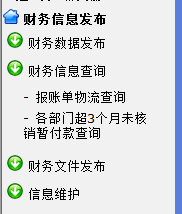 财务信息发布
财务数据发布
财务信息查询
- 报账单物流查询
- 各部门超3个月未核
销暂付款查询
财务文件发布
信息维护